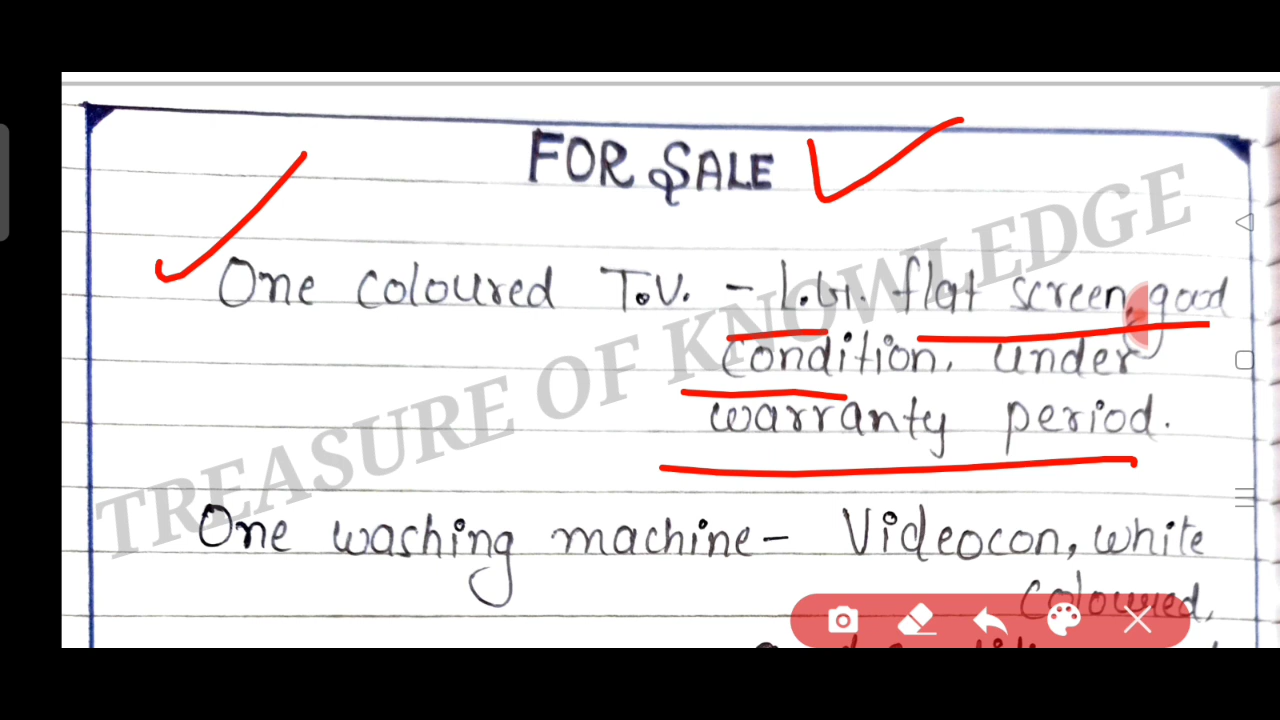 FOR SALE
One coloured T.V. - L.G. flat screen, good
condition, under
warranty period.
One washing machine - Videocon, white
coloured,
TREASURE OF KNOWLEDGE